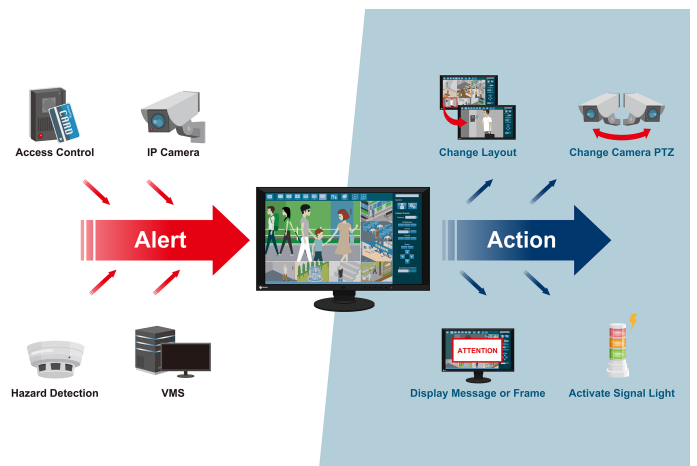 CARD
Access Control
IP Camera
Change Layout
Change Camera PTZ
Alert
Action
ATTENTION
Hazard Detection
VMS
Display Message or Frame
Activate Signal Light